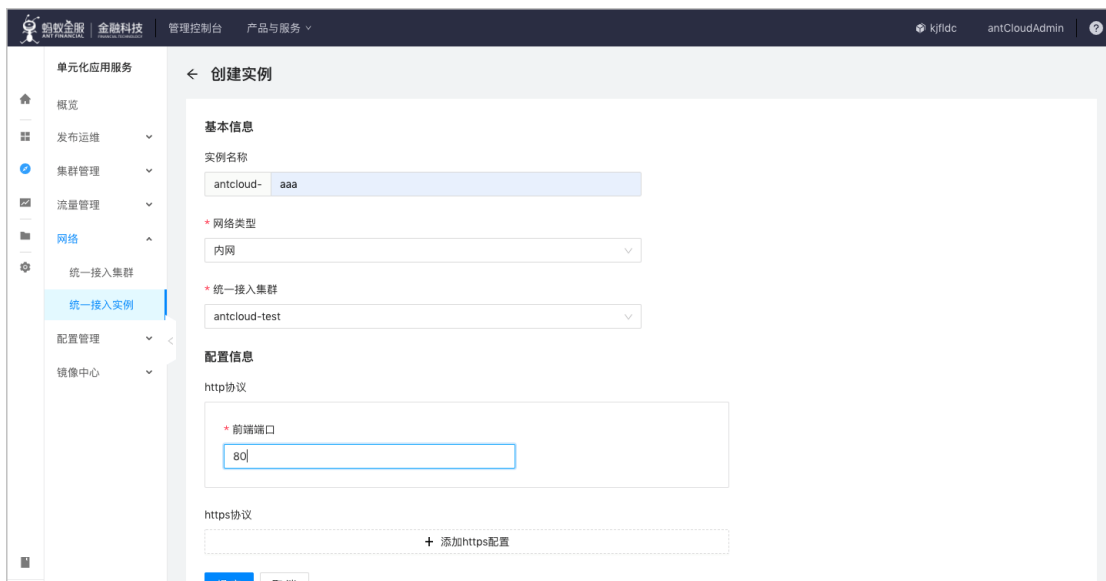 蚂蚁金服 金融科技 管理控制台 产品与服务 kjfldc antCloudAdmin
ANT FINANCIAL FINANCIAL TECHNOLOGY
单元化应用服务
创建实例
概览
发布运维
集群管理
流量管理
网络
统一接入集群
统一接入实例
配置管理
镜像中心
基本信息
实例名称
antcloud- aaa
* 网络类型
内网
* 统一接入集群
antcloud-test
配置信息
http协议
* 前端端口
80
https协议
+ 添加https配置